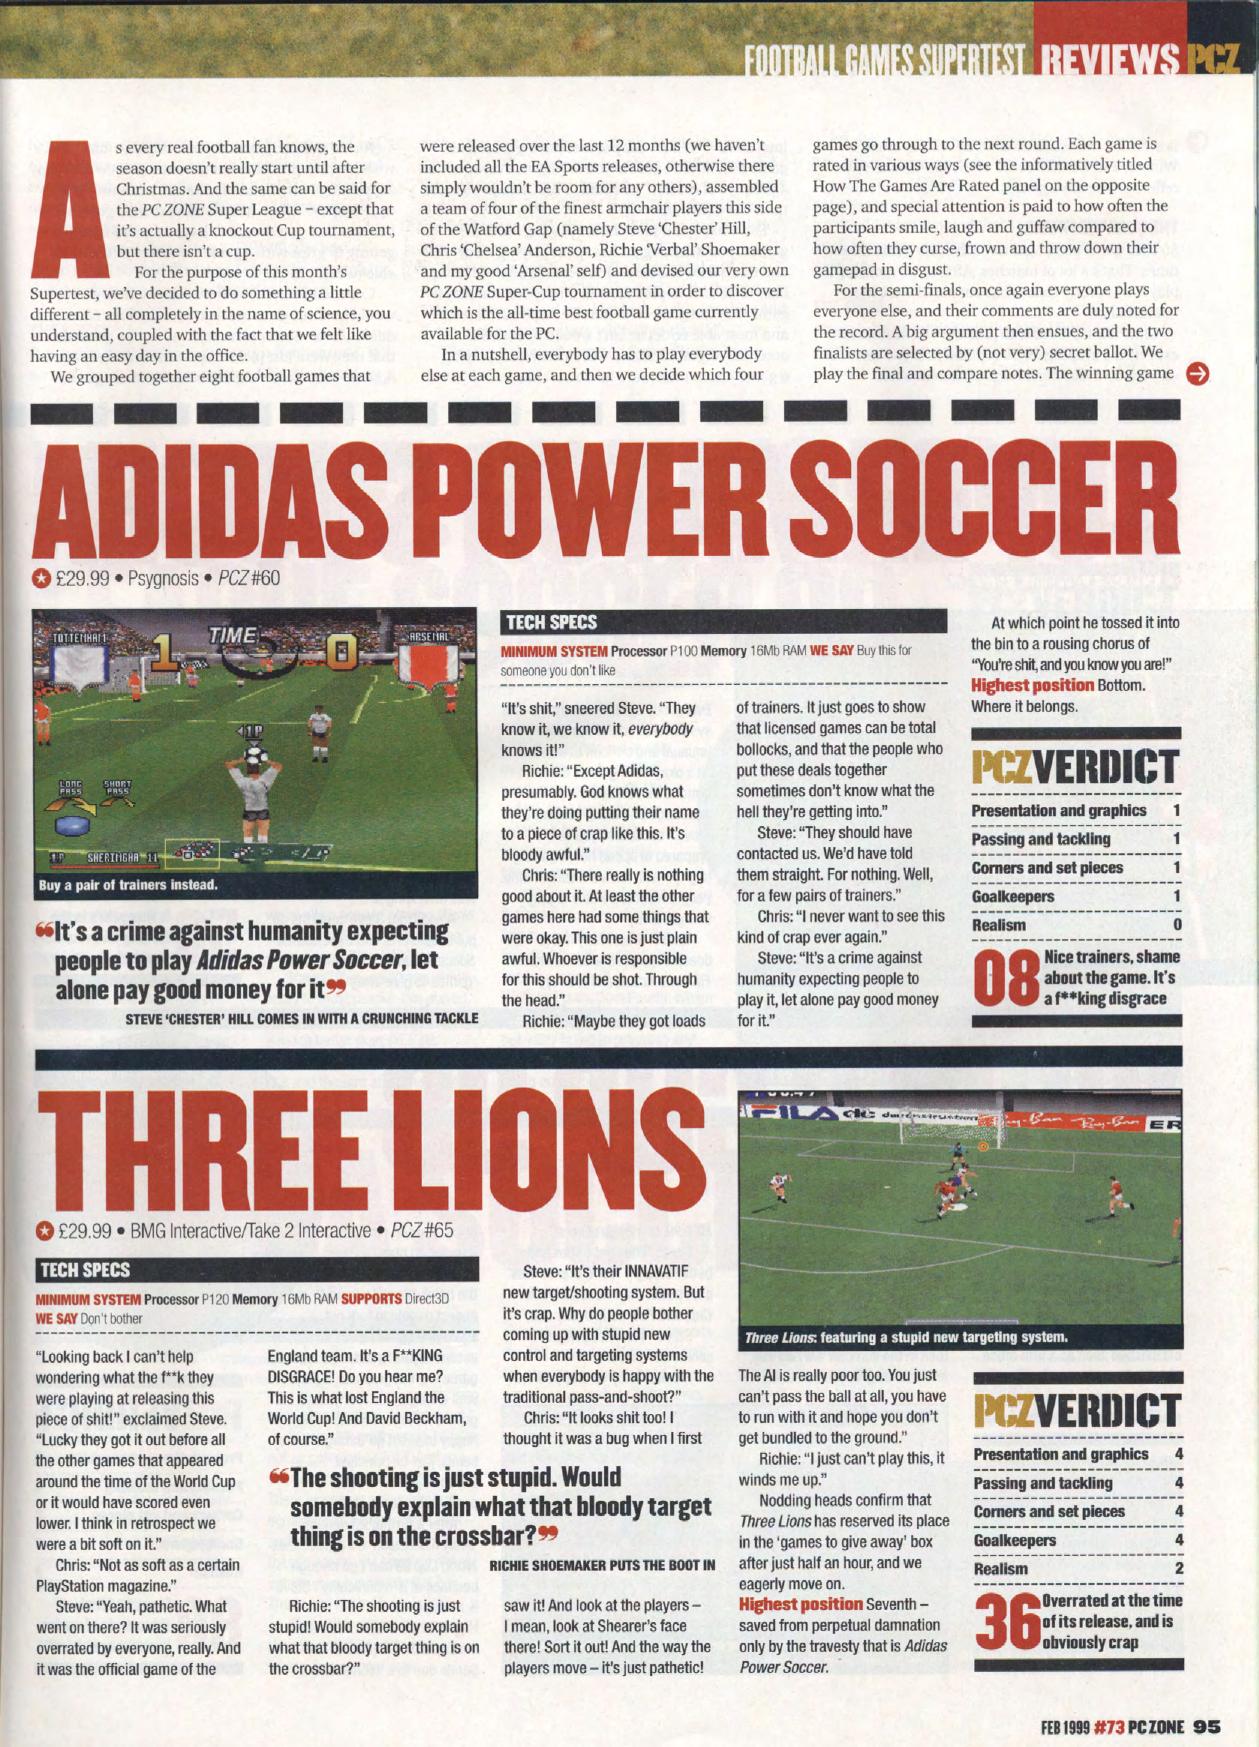 FOOTBALL GAMES SUPERTEST REVIEWS PCZ
As every real football fan knows, the
season doesn't really start until after
Christmas. And the same can be said for
the PC ZONE Super League – except that
it's actually a knockout Cup tournament,
but there isn't a cup.
For the purpose of this month's
Supertest, we've decided to do something a little
different – all completely in the name of science, you
understand, coupled with the fact that we felt like
having an easy day in the office.
We grouped together eight football games that
were released over the last 12 months (we haven't
included all the EA Sports releases, otherwise there
simply wouldn't be room for any others), assembled
a team of four of the finest armchair players this side
of the Watford Gap (namely Steve 'Chester' Hill,
Chris 'Chelsea' Anderson, Richie 'Verbal' Shoemaker
and my good 'Arsenal' self) and devised our very own
PC ZONE Super-Cup tournament in order to discover
which is the all-time best football game currently
available for the PC.
In a nutshell, everybody has to play everybody
else at each game, and then we decide which four
games go through to the next round. Each game is
rated in various ways (see the informatively titled
How The Games Are Rated panel on the opposite
page), and special attention is paid to how often the
participants smile, laugh and guffaw compared to
how often they curse, frown and throw down their
gamepad in disgust.
For the semi-finals, once again everyone plays
everyone else, and their comments are duly noted for
the record. A big argument then ensues, and the two
finalists are selected by (not very) secret ballot. We
play the final and compare notes. The winning game
ADIDAS POWER SOCCER
£29.99 • Psygnosis • PCZ #60
TOTTENHAM 1 TIME 0 ARSENAL
1P
LONG PASS SHORT PASS
1P SHERINGHA 11
Buy a pair of trainers instead.
❝It's a crime against humanity expecting
people to play Adidas Power Soccer, let
alone pay good money for it❞
STEVE 'CHESTER' HILL COMES IN WITH A CRUNCHING TACKLE
TECH SPECS
MINIMUM SYSTEM Processor P100 Memory 16Mb RAM WE SAY Buy this for
someone you don't like
"It's shit," sneered Steve. "They
know it, we know it, everybody
knows it!"
Richie: "Except Adidas,
presumably. God knows what
they're doing putting their name
to a piece of crap like this. It's
bloody awful."
Chris: "There really is nothing
good about it. At least the other
games here had some things that
were okay. This one is just plain
awful. Whoever is responsible
for this should be shot. Through
the head."
Richie: "Maybe they got loads
of trainers. It just goes to show
that licensed games can be total
bollocks, and that the people who
put these deals together
sometimes don't know what the
hell they're getting into."
Steve: "They should have
contacted us. We'd have told
them straight. For nothing. Well,
for a few pairs of trainers."
Chris: "I never want to see this
kind of crap ever again."
Steve: "It's a crime against
humanity expecting people to
play it, let alone pay good money
for it."
At which point he tossed it into
the bin to a rousing chorus of
"You're shit, and you know you are!"
Highest position Bottom.
Where it belongs.
PCZVERDICT
Presentation and graphics 1
Passing and tackling 1
Corners and set pieces 1
Goalkeepers 1
Realism 0
08 Nice trainers, shame
about the game. It's
a f**king disgrace
THREE LIONS
£29.99 • BMG Interactive/Take 2 Interactive • PCZ #65
TECH SPECS
MINIMUM SYSTEM Processor P120 Memory 16Mb RAM SUPPORTS Direct3D
WE SAY Don't bother
"Looking back I can't help
wondering what the f**k they
were playing at releasing this
piece of shit!" exclaimed Steve.
"Lucky they got it out before all
the other games that appeared
around the time of the World Cup
or it would have scored even
lower. I think in retrospect we
were a bit soft on it."
Chris: "Not as soft as a certain
PlayStation magazine."
Steve: "Yeah, pathetic. What
went on there? It was seriously
overrated by everyone, really. And
it was the official game of the
England team. It's a F**KING
DISGRACE! Do you hear me?
This is what lost England the
World Cup! And David Beckham,
of course."
❝The shooting is just stupid. Would
somebody explain what that bloody target
thing is on the crossbar?❞
RICHIE SHOEMAKER PUTS THE BOOT IN
Richie: "The shooting is just
stupid! Would somebody explain
what that bloody target thing is on
the crossbar?"
Steve: "It's their INNAVATIF
new target/shooting system. But
it's crap. Why do people bother
coming up with stupid new
control and targeting systems
when everybody is happy with the
traditional pass-and-shoot?"
Chris: "It looks shit too! I
thought it was a bug when I first
saw it! And look at the players –
I mean, look at Shearer's face
there! Sort it out! And the way the
players move – it's just pathetic!
FILA Ray-Ban Ray-Ban ER
Three Lions: featuring a stupid new targeting system.
The AI is really poor too. You just
can't pass the ball at all, you have
to run with it and hope you don't
get bundled to the ground."
Richie: "I just can't play this, it
winds me up."
Nodding heads confirm that
Three Lions has reserved its place
in the 'games to give away' box
after just half an hour, and we
eagerly move on.
Highest position Seventh –
saved from perpetual damnation
only by the travesty that is Adidas
Power Soccer.
PCZVERDICT
Presentation and graphics 4
Passing and tackling 4
Corners and set pieces 4
Goalkeepers 4
Realism 2
36 Overrated at the time
of its release, and is
obviously crap
FEB 1999 #73 PC ZONE 95